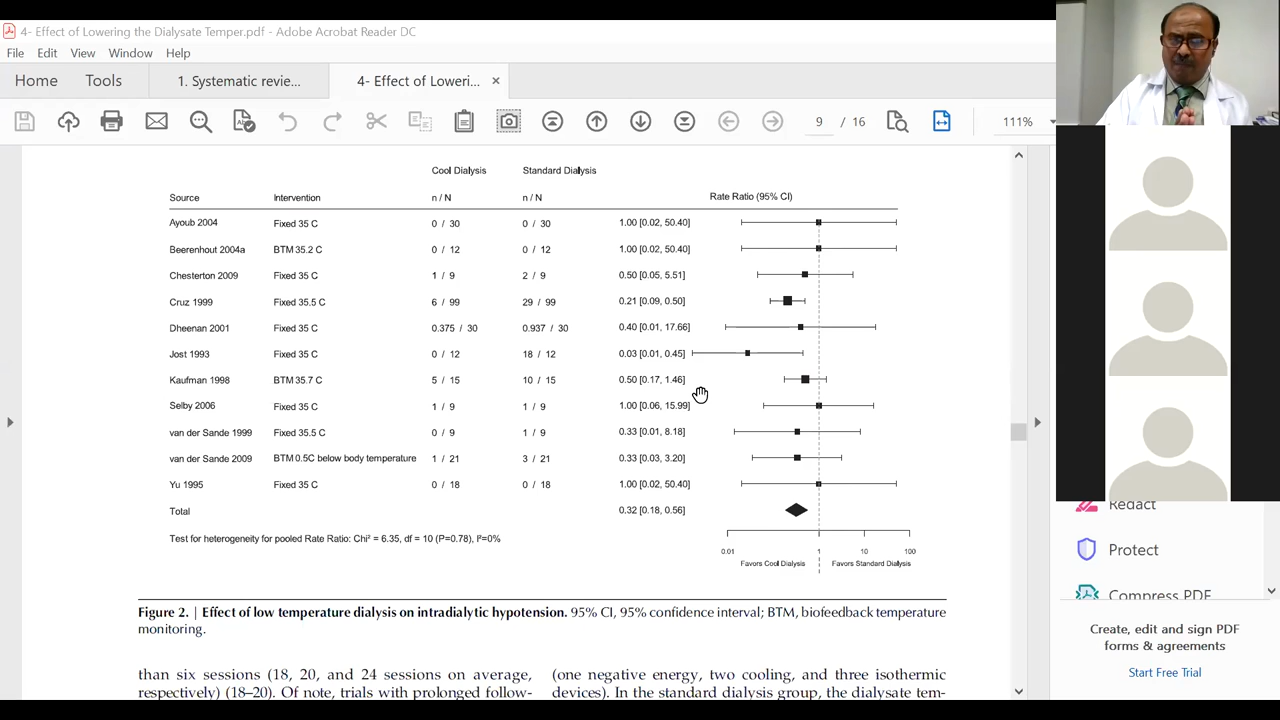 4- Effect of Lowering the Dialysate Temper.pdf - Adobe Acrobat Reader DC
File Edit View Window Help
Home Tools 1. Systematic revie... 4- Effect of Loweri... ×
9 / 16 111%
Cool Dialysis Standard Dialysis
Source Intervention n / N n / N Rate Ratio (95% CI)
Ayoub 2004 Fixed 35 C 0 / 30 0 / 30 1.00 [0.02, 50.40]
Beerenhout 2004a BTM 35.2 C 0 / 12 0 / 12 1.00 [0.02, 50.40]
Chesterton 2009 Fixed 35 C 1 / 9 2 / 9 0.50 [0.05, 5.51]
Cruz 1999 Fixed 35.5 C 6 / 99 29 / 99 0.21 [0.09, 0.50]
Dheenan 2001 Fixed 35 C 0.375 / 30 0.937 / 30 0.40 [0.01, 17.66]
Jost 1993 Fixed 35 C 0 / 12 18 / 12 0.03 [0.01, 0.45]
Kaufman 1998 BTM 35.7 C 5 / 15 10 / 15 0.50 [0.17, 1.46]
Selby 2006 Fixed 35 C 1 / 9 1 / 9 1.00 [0.06, 15.99]
van der Sande 1999 Fixed 35.5 C 0 / 9 1 / 9 0.33 [0.01, 8.18]
van der Sande 2009 BTM 0.5C below body temperature 1 / 21 3 / 21 0.33 [0.03, 3.20]
Yu 1995 Fixed 35 C 0 / 18 0 / 18 1.00 [0.02, 50.40]
Total 0.32 [0.18, 0.56]
Test for heterogeneity for pooled Rate Ratio: Chi² = 6.35, df = 10 (P=0.78), I²=0%
0.01 1 10 100
Favors Cool Dialysis Favors Standard Dialysis
Figure 2. | Effect of low temperature dialysis on intradialytic hypotension. 95% CI, 95% confidence interval; BTM, biofeedback temperature
monitoring.
than six sessions (18, 20, and 24 sessions on average,
respectively) (18–20). Of note, trials with prolonged follow-
(one negative energy, two cooling, and three isothermic
devices). In the standard dialysis group, the dialysate tem-
Redact
Protect
Compress PDF
Create, edit and sign PDF
forms & agreements
Start Free Trial